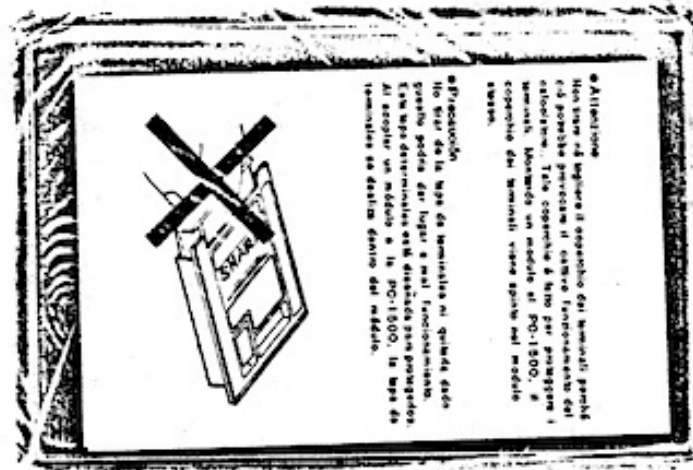 ● Attenzione
Non tirare nè togliere il coperchio dei terminali perchè
ciò potrebbe provocare il cattivo funzionamento del
calcolatore. Tale coperchio è fatto per proteggere i
terminali. Montando un modulo al PC-1500, il
coperchio dei terminali viene spinto nel modulo
stesso.
● Precaución
No tirar de la tapa de terminales ni quitarla dado
que podría dar lugar a mal funcionamiento.
Esta tapa de terminales está diseñada para protegerlos.
Al acoplar un módulo a la PC-1500, la tapa de
terminales se desliza dentro del módulo.